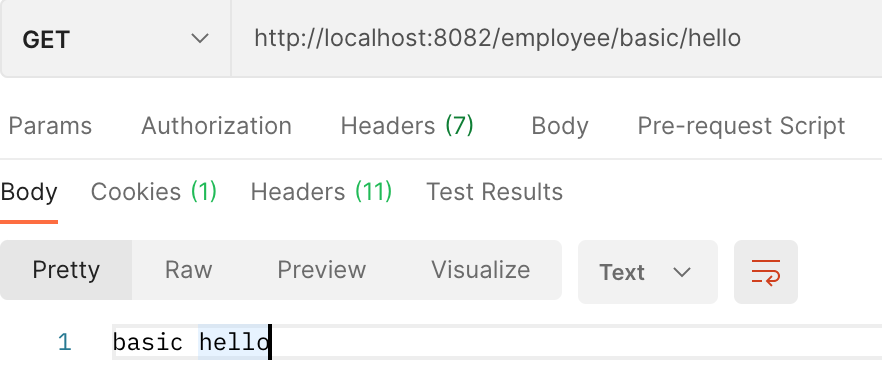 GET http://localhost:8082/employee/basic/hello
Params Authorization Headers (7) Body Pre-request Script
Body Cookies (1) Headers (11) Test Results
Pretty Raw Preview Visualize Text
1 basic hello